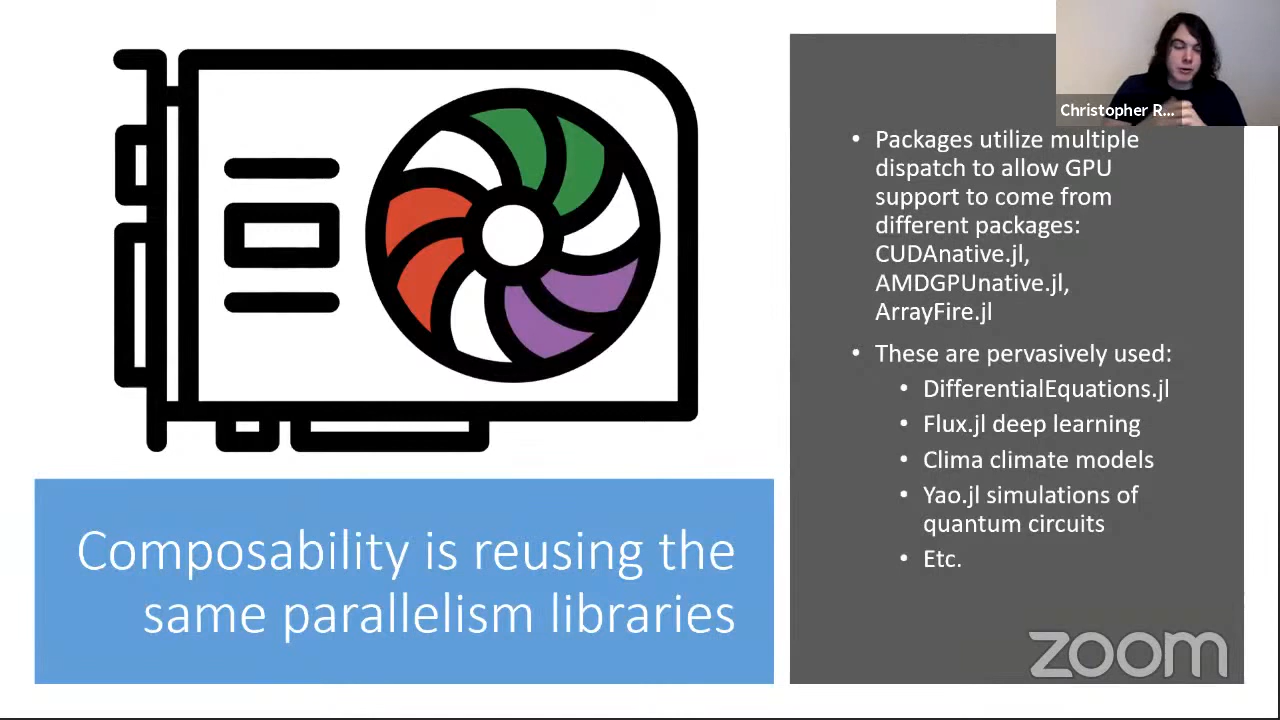 Christopher R...
• Packages utilize multiple
dispatch to allow GPU
support to come from
different packages:
CUDAnative.jl,
AMDGPUnative.jl,
ArrayFire.jl
• These are pervasively used:
• DifferentialEquations.jl
• Flux.jl deep learning
• Clima climate models
• Yao.jl simulations of
quantum circuits
• Etc.
Composability is reusing the
same parallelism libraries
zoom